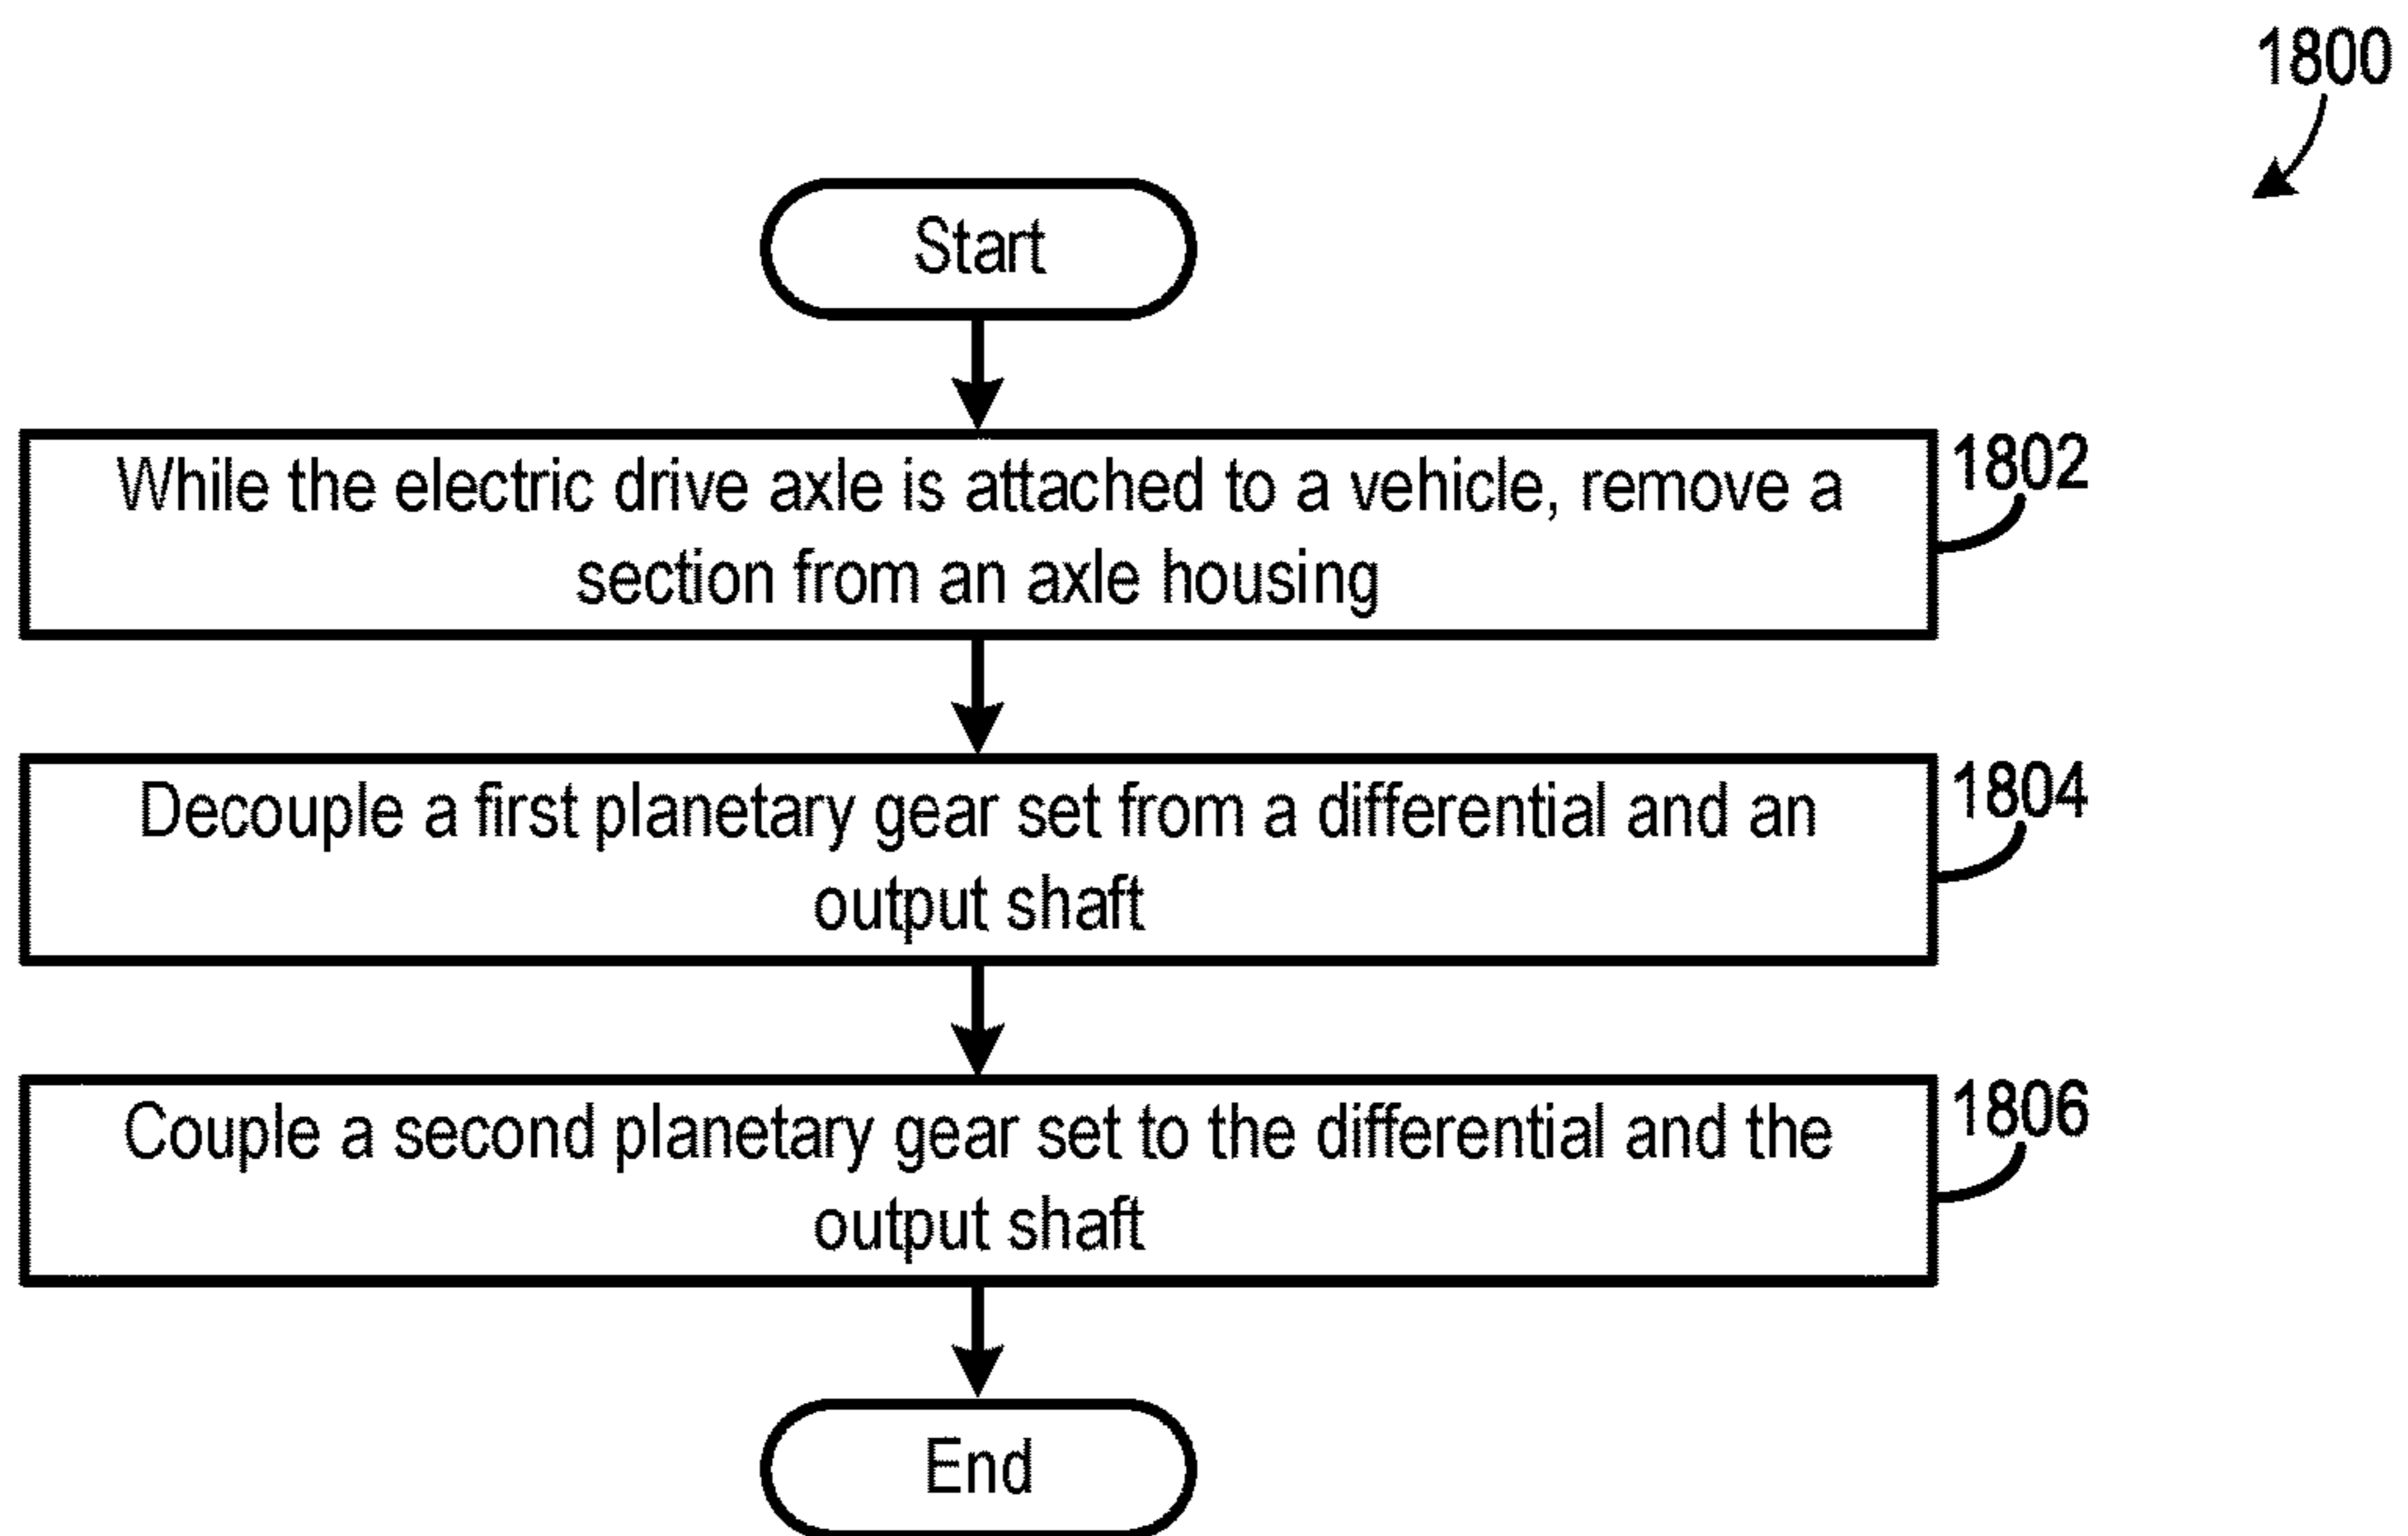 1800
Start
While the electric drive axle is attached to a vehicle, remove a
section from an axle housing
1802
Decouple a first planetary gear set from a differential and an
output shaft
1804
Couple a second planetary gear set to the differential and the
output shaft
1806
End